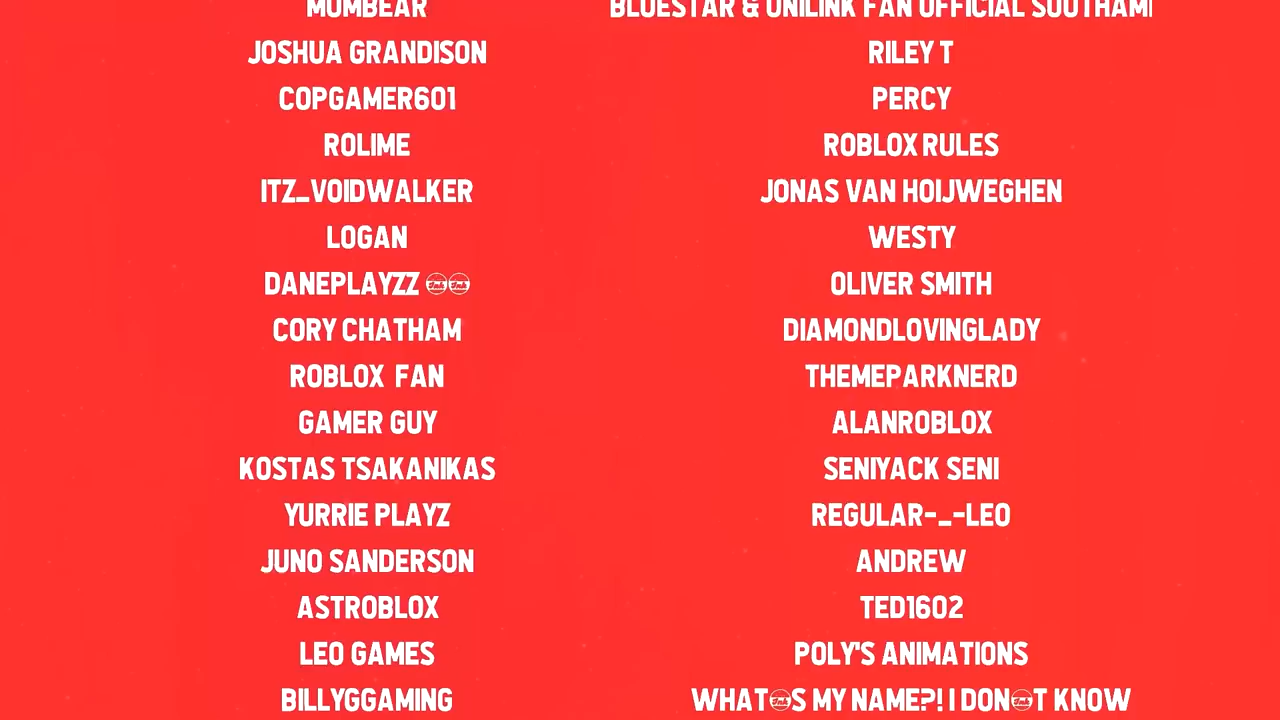 MUMBEAR
BLUESTAR & UNILINK FAN OFFICIAL SOUTHAM
JOSHUA GRANDISON
RILEY T
COPGAMER601
PERCY
ROLIME
ROBLOX RULES
ITZ_VOIDWALKER
JONAS VAN HOIJWEGHEN
LOGAN
WESTY
DANEPLAYZZ
OLIVER SMITH
CORY CHATHAM
DIAMONDLOVINGLADY
ROBLOX FAN
THEMEPARKNERD
GAMER GUY
ALANROBLOX
KOSTAS TSAKANIKAS
SENIYACK SENI
YURRIE PLAYZ
REGULAR-_-LEO
JUNO SANDERSON
ANDREW
ASTROBLOX
TED1602
LEO GAMES
POLY'S ANIMATIONS
BILLYGGAMING
WHAT S MY NAME?! I DON T KNOW